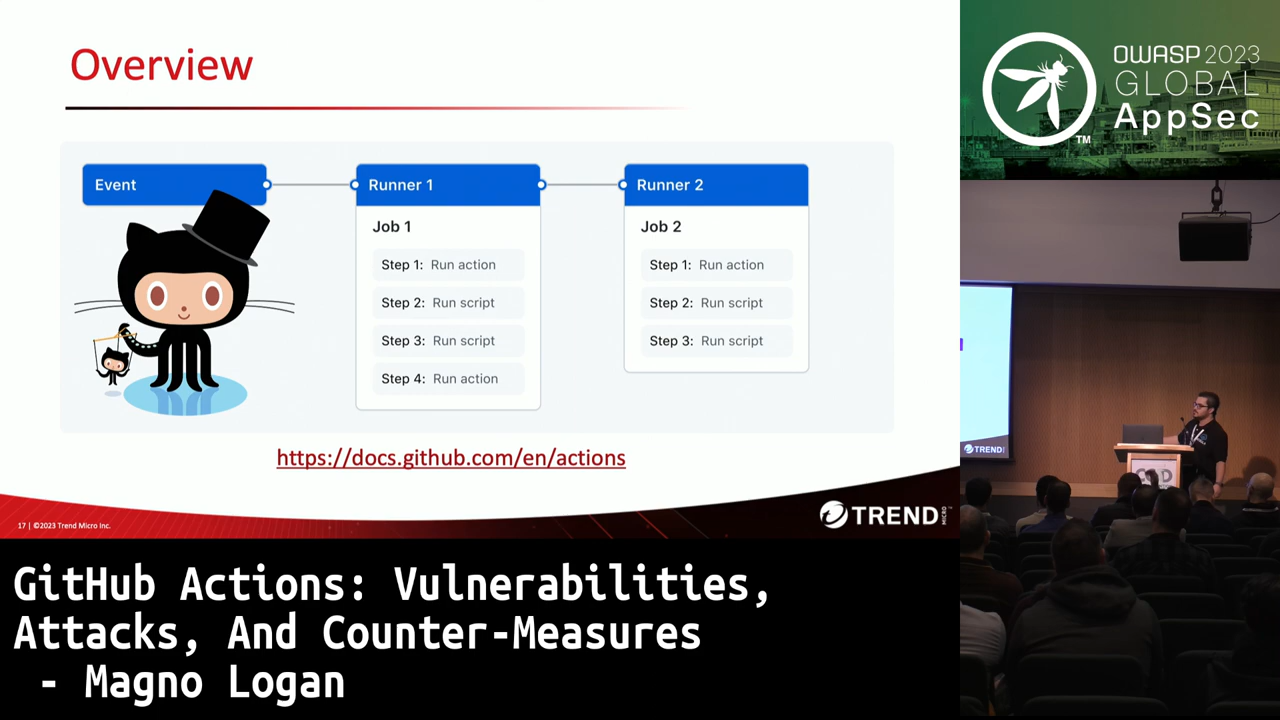 Overview
Event
Runner 1
Job 1
Step 1: Run action
Step 2: Run script
Step 3: Run script
Step 4: Run action
Runner 2
Job 2
Step 1: Run action
Step 2: Run script
Step 3: Run script
https://docs.github.com/en/actions
17 | ©2023 Trend Micro Inc.
TREND MICRO
OWASP 2023
GLOBAL
AppSec
TM
TREND
GitHub Actions: Vulnerabilities,
Attacks, And Counter-Measures
- Magno Logan